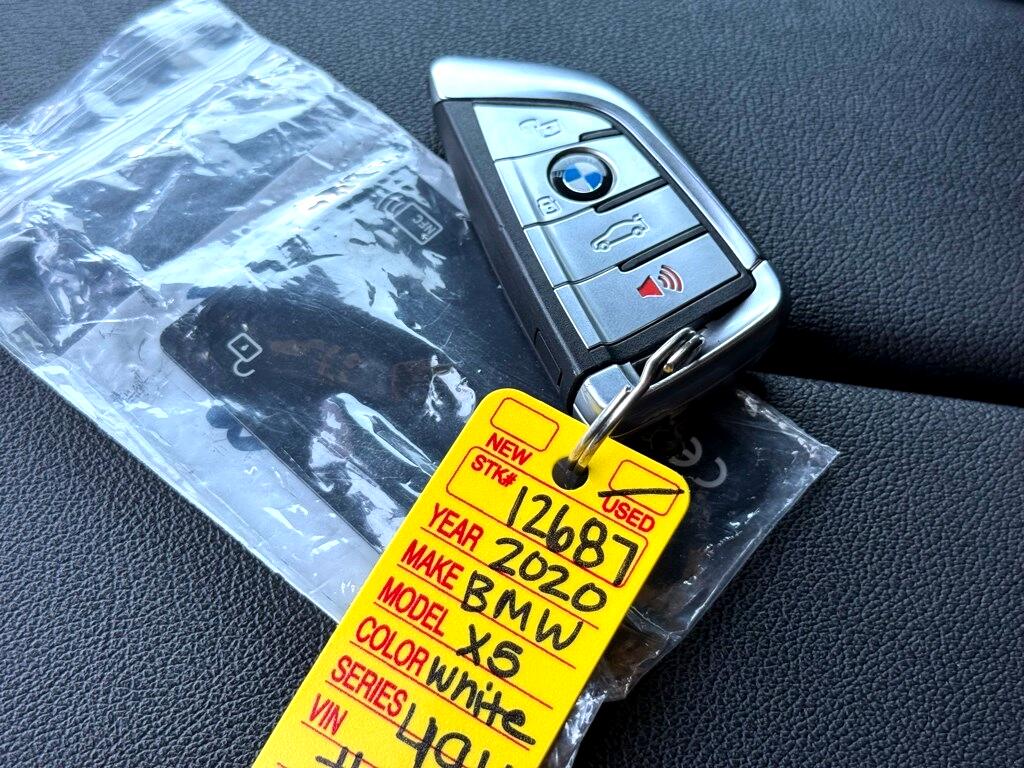 NEW
USED
STK# 12687
YEAR 2020
MAKE BMW
MODEL X5
COLOR white
SERIES
VIN